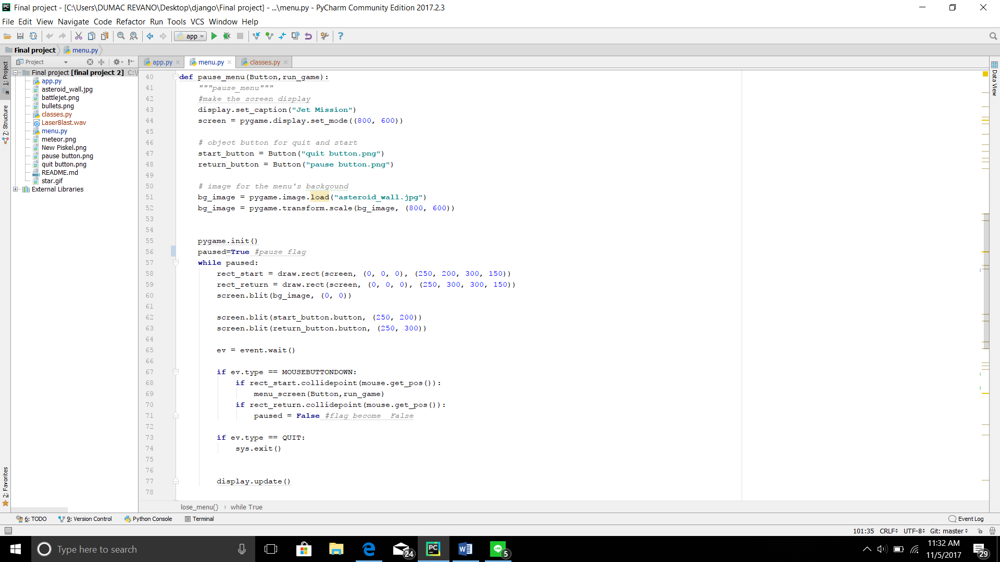 Final project - [C:\Users\DUMAC REVANO\Desktop\django\Final project] - ...\menu.py - PyCharm Community Edition 2017.2.3
File Edit View Navigate Code Refactor Run Tools VCS Window Help
app
Final project menu.py
1: Project
Z: Structure
2: Favorites
Project
Final project [final project 2] C:\
app.py
asteroid_wall.jpg
battlejet.png
bullets.png
classes.py
LaserBlast.wav
menu.py
meteor.png
New Piskel.png
pause button.png
quit button.png
README.md
star.gif
External Libraries
app.py menu.py classes.py
40 def pause_menu(Button,run_game):
41 """pause_menu"""
42 #make the screen display
43 display.set_caption("Jet Mission")
44 screen = pygame.display.set_mode((800, 600))
45
46 # object button for quit and start
47 start_button = Button("quit button.png")
48 return_button = Button("pause button.png")
49
50 # image for the menu's backgound
51 bg_image = pygame.image.load("asteroid_wall.jpg")
52 bg_image = pygame.transform.scale(bg_image, (800, 600))
53
54
55 pygame.init()
56 paused=True #pause flag
57 while paused:
58 rect_start = draw.rect(screen, (0, 0, 0), (250, 200, 300, 150))
59 rect_return = draw.rect(screen, (0, 0, 0), (250, 300, 300, 150))
60 screen.blit(bg_image, (0, 0))
61
62 screen.blit(start_button.button, (250, 200))
63 screen.blit(return_button.button, (250, 300))
64
65 ev = event.wait()
66
67 if ev.type == MOUSEBUTTONDOWN:
68 if rect_start.collidepoint(mouse.get_pos()):
69 menu_screen(Button,run_game)
70 if rect_return.collidepoint(mouse.get_pos()):
71 paused = False #flag become  False
72
73 if ev.type == QUIT:
74 sys.exit()
75
76
77 display.update()
78
Data View
lose_menu() › while True
6: TODO 9: Version Control Python Console Terminal Event Log
101:35 CRLF UTF-8 Git: master
Type here to search
24
5
11:32 AM
11/5/2017
29